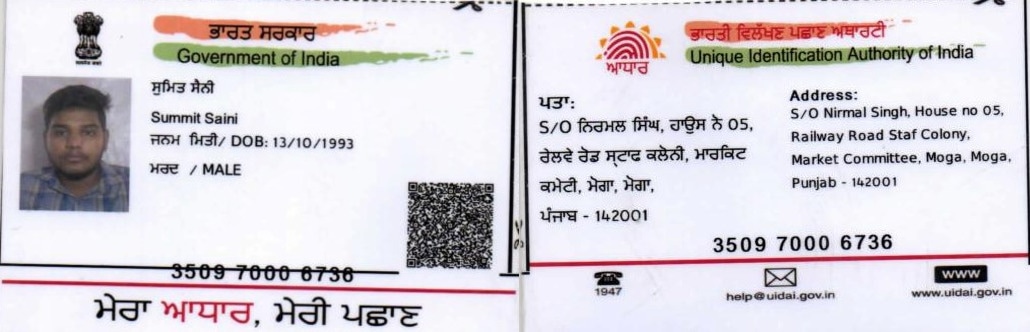 ਭਾਰਤ ਸਰਕਾਰ
Government of India
ਸੁਮਿਤ ਸੈਨੀ
Summit Saini
ਜਨਮ ਮਿਤੀ/ DOB: 13/10/1993
ਮਰਦ / MALE
3509 7000 6736
ਮੇਰਾ ਆਧਾਰ, ਮੇਰੀ ਪਛਾਣ
ਆਧਾਰ
ਭਾਰਤੀ ਵਿਲੱਖਣ ਪਛਾਣ ਅਥਾਰਟੀ
Unique Identification Authority of India
ਪਤਾ:
S/O ਨਿਰਮਲ ਸਿੰਘ, ਹਾਉਸ ਨੇ 05,
ਰੇਲਵੇ ਰੋਡ ਸਟਾਫ ਕਲੋਨੀ, ਮਾਰਕਿਟ
ਕਮੇਟੀ, ਮੋਗਾ, ਮੋਗਾ,
ਪੰਜਾਬ - 142001
Address:
S/O Nirmal Singh, House no 05,
Railway Road Staf Colony,
Market Committee, Moga, Moga,
Punjab - 142001
3509 7000 6736
1947
help@uidai.gov.in
www
www.uidai.gov.in